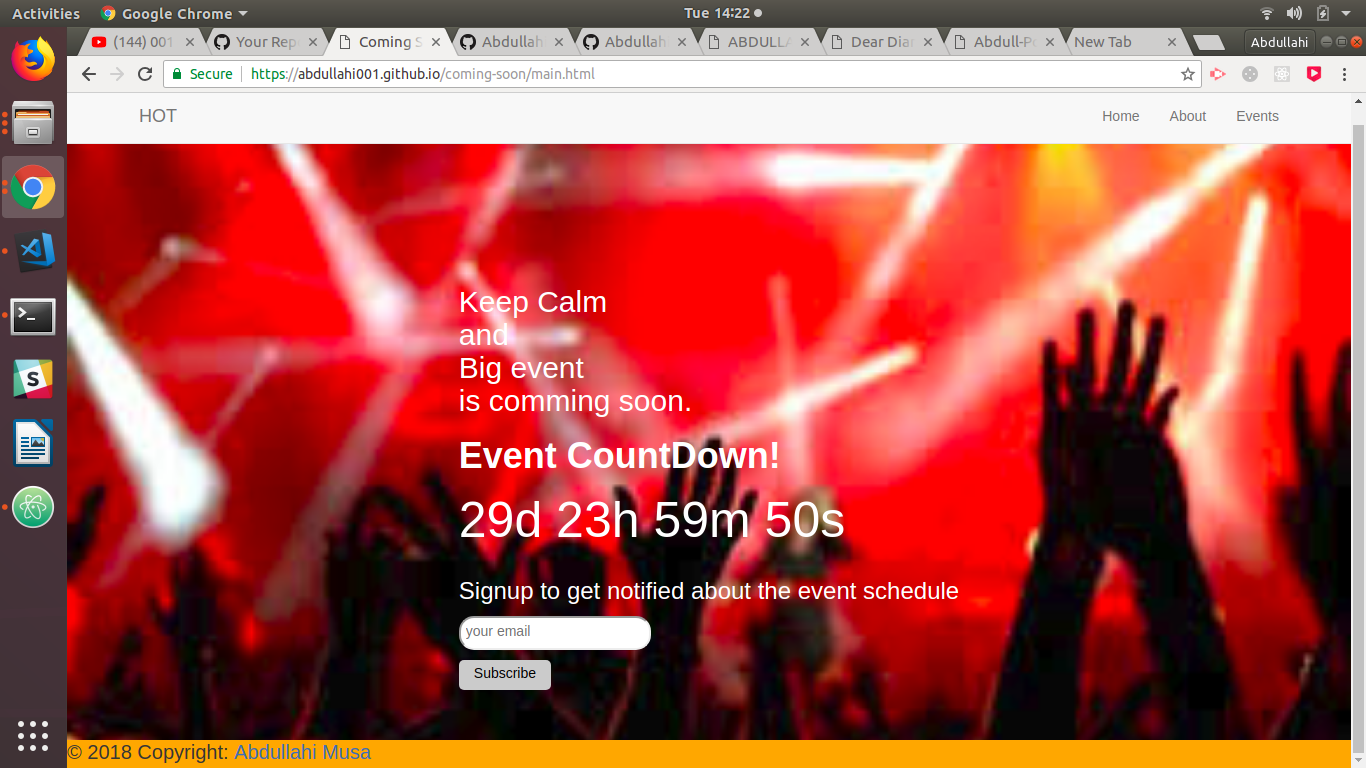 Activities Google Chrome Tue 14:22
(144) 001 Your Rep Coming S Abdullah Abdullah ABDULLA Dear Diar Abdull-Po New Tab Abdullahi
Secure https://abdullahi001.github.io/coming-soon/main.html
HOT Home About Events
Keep Calm
and
Big event
is comming soon.
Event CountDown!
29d 23h 59m 50s
Signup to get notified about the event schedule
your email
Subscribe
© 2018 Copyright: Abdullahi Musa